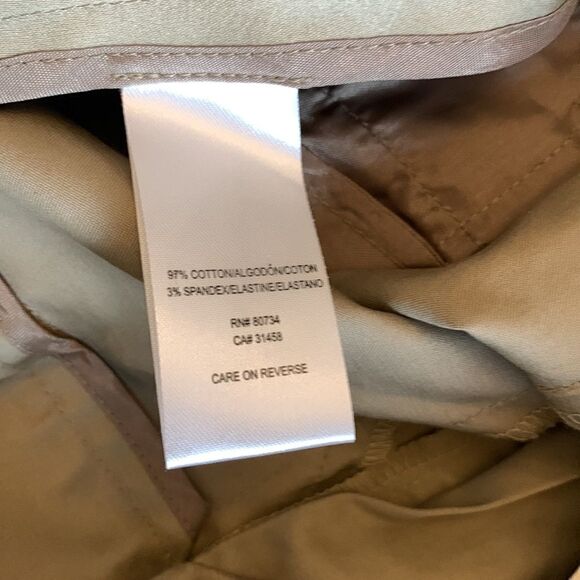 97% COTTON/ALGODÓN/COTON
3% SPANDEX/ELASTINE/ELASTANO
RN# 80734
CA# 31458
CARE ON REVERSE